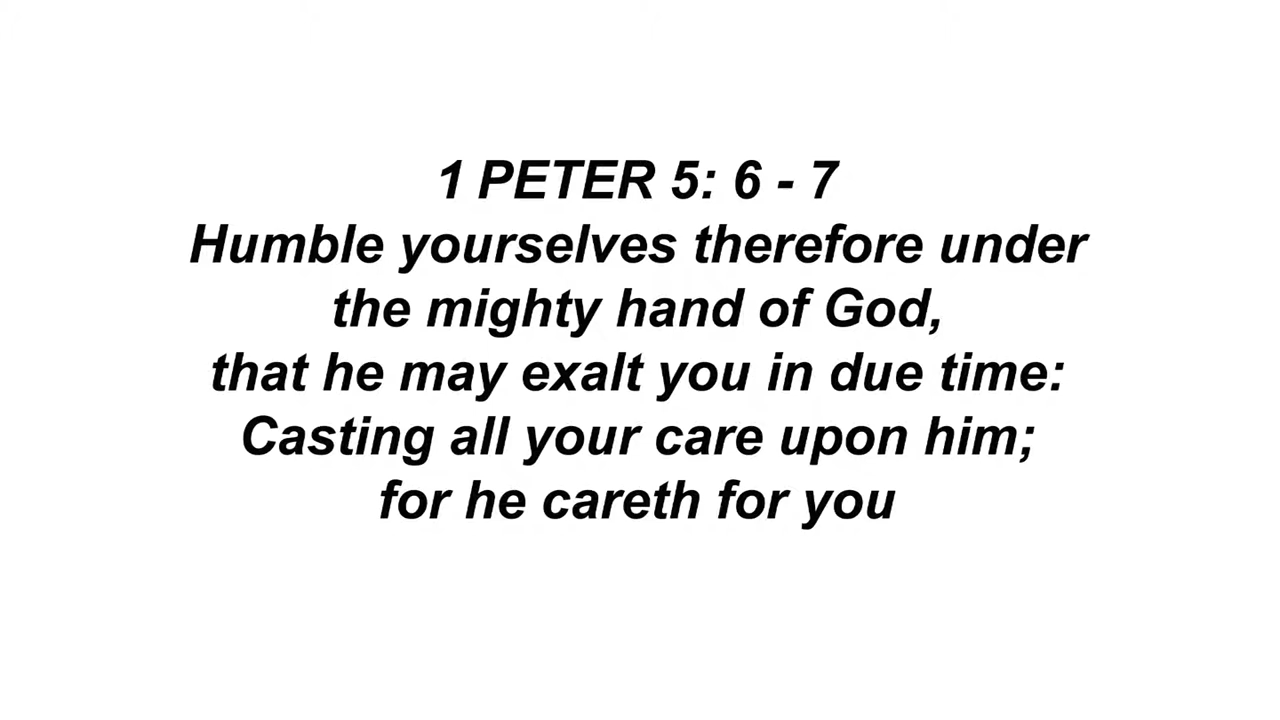 1 PETER 5: 6 - 7
Humble yourselves therefore under
the mighty hand of God,
that he may exalt you in due time:
Casting all your care upon him;
for he careth for you